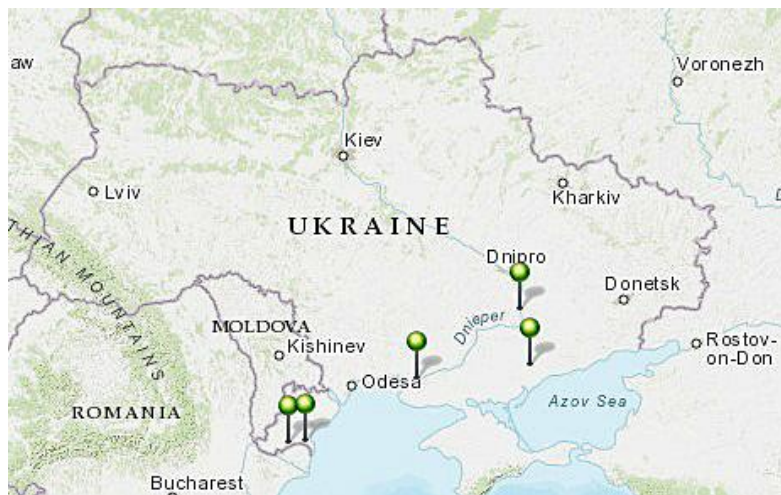 aw
Voronezh
Kiev
Lviv
Kharkiv
UKRAINE
THIAN MOUNTAINS
Dnipro
Donetsk
Dnieper
MOLDOVA
Kishinev
Rostov-
on-Don
Odesa
Azov Sea
ROMANIA
Bucharest